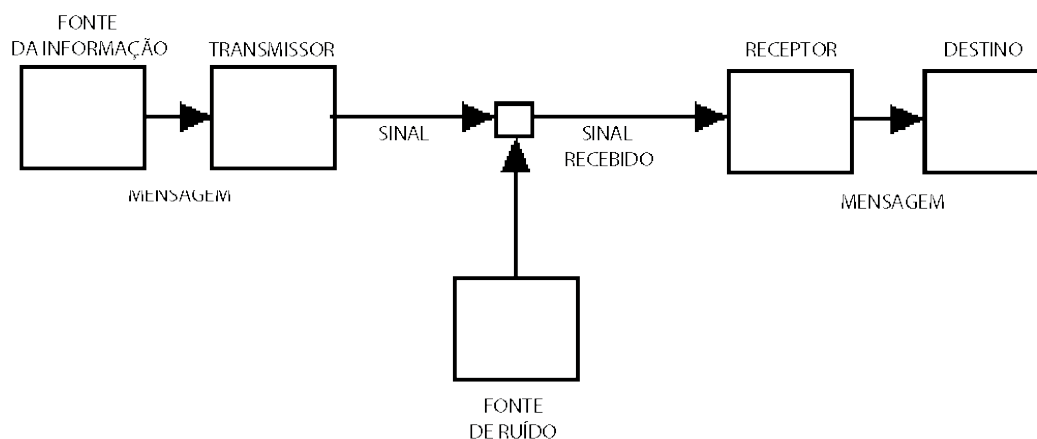 FONTE
DA INFORMAÇÃO
TRANSMISSOR
RECEPTOR
DESTINO
SINAL
SINAL
RECEBIDO
MENSAGEM
MENSAGEM
FONTE
DE RUÍDO